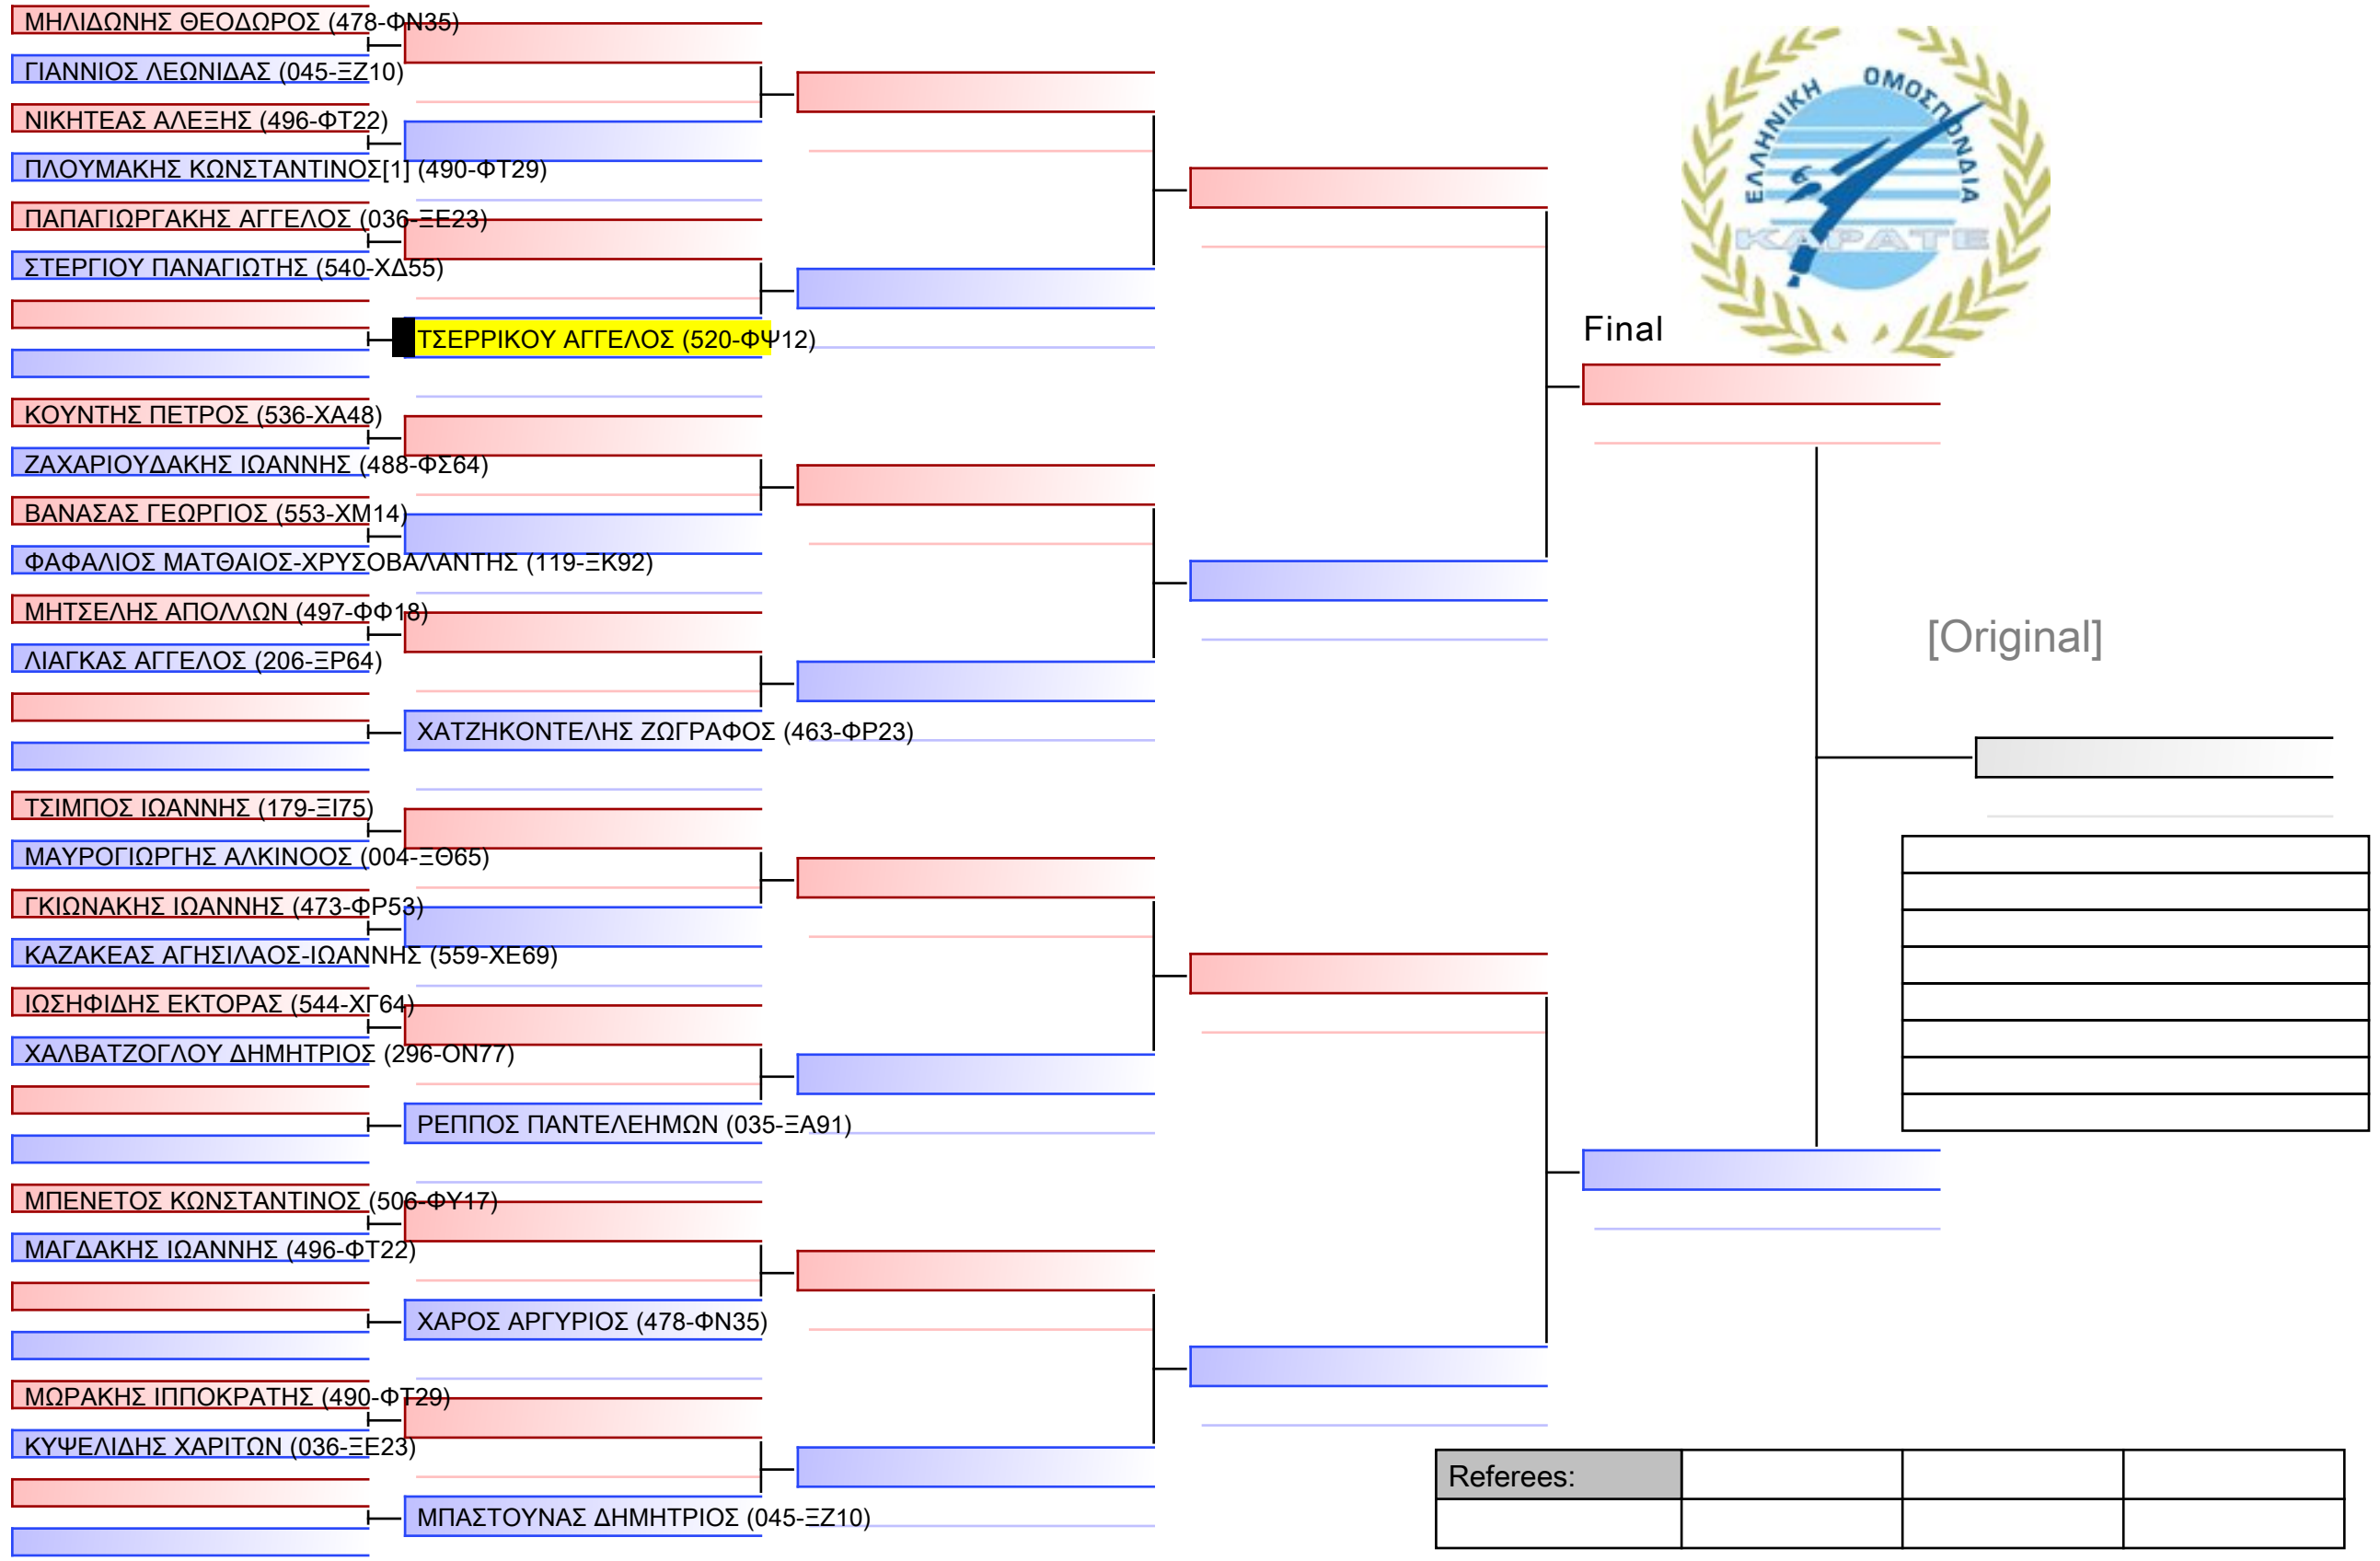 ΜΗΛΙΔΩΝΗΣ ΘΕΟΔΩΡΟΣ (478-ΦΝ35)
ΓΙΑΝΝΙΟΣ ΛΕΩΝΙΔΑΣ (045-ΞΖ10)
ΝΙΚΗΤΕΑΣ ΑΛΕΞΗΣ (496-ΦΤ22)
ΠΛΟΥΜΑΚΗΣ ΚΩΝΣΤΑΝΤΙΝΟΣ[1] (490-ΦΤ29)
ΠΑΠΑΓΙΩΡΓΑΚΗΣ ΑΓΓΕΛΟΣ (036-ΞΕ23)
ΣΤΕΡΓΙΟΥ ΠΑΝΑΓΙΩΤΗΣ (540-ΧΔ55)
ΤΣΕΡΡΙΚΟΥ ΑΓΓΕΛΟΣ (520-ΦΨ12)
ΚΟΥΝΤΗΣ ΠΕΤΡΟΣ (536-ΧΑ48)
ΖΑΧΑΡΙΟΥΔΑΚΗΣ ΙΩΑΝΝΗΣ (488-ΦΣ64)
ΒΑΝΑΣΑΣ ΓΕΩΡΓΙΟΣ (553-ΧΜ14)
ΦΑΦΑΛΙΟΣ ΜΑΤΘΑΙΟΣ-ΧΡΥΣΟΒΑΛΑΝΤΗΣ (119-ΞΚ92)
ΜΗΤΣΕΛΗΣ ΑΠΟΛΛΩΝ (497-ΦΦ18)
ΛΙΑΓΚΑΣ ΑΓΓΕΛΟΣ (206-ΞΡ64)
ΧΑΤΖΗΚΟΝΤΕΛΗΣ ΖΩΓΡΑΦΟΣ (463-ΦΡ23)
ΤΣΙΜΠΟΣ ΙΩΑΝΝΗΣ (179-ΞΙ75)
ΜΑΥΡΟΓΙΩΡΓΗΣ ΑΛΚΙΝΟΟΣ (004-ΞΘ65)
ΓΚΙΩΝΑΚΗΣ ΙΩΑΝΝΗΣ (473-ΦΡ53)
ΚΑΖΑΚΕΑΣ ΑΓΗΣΙΛΑΟΣ-ΙΩΑΝΝΗΣ (559-ΧΕ69)
ΙΩΣΗΦΙΔΗΣ ΕΚΤΟΡΑΣ (544-ΧΓ64)
ΧΑΛΒΑΤΖΟΓΛΟΥ ΔΗΜΗΤΡΙΟΣ (296-ΟΝ77)
ΡΕΠΠΟΣ ΠΑΝΤΕΛΕΗΜΩΝ (035-ΞΑ91)
ΜΠΕΝΕΤΟΣ ΚΩΝΣΤΑΝΤΙΝΟΣ (506-ΦΥ17)
ΜΑΓΔΑΚΗΣ ΙΩΑΝΝΗΣ (496-ΦΤ22)
ΧΑΡΟΣ ΑΡΓΥΡΙΟΣ (478-ΦΝ35)
ΜΩΡΑΚΗΣ ΙΠΠΟΚΡΑΤΗΣ (490-ΦΤ29)
ΚΥΨΕΛΙΔΗΣ ΧΑΡΙΤΩΝ (036-ΞΕ23)
ΜΠΑΣΤΟΥΝΑΣ ΔΗΜΗΤΡΙΟΣ (045-ΞΖ10)
ΕΛΛΗΝΙΚΗ ΟΜΟΣΠΟΝΔΙΑ
ΚΑΡΑΤΕ
Final
[Original]
Referees: